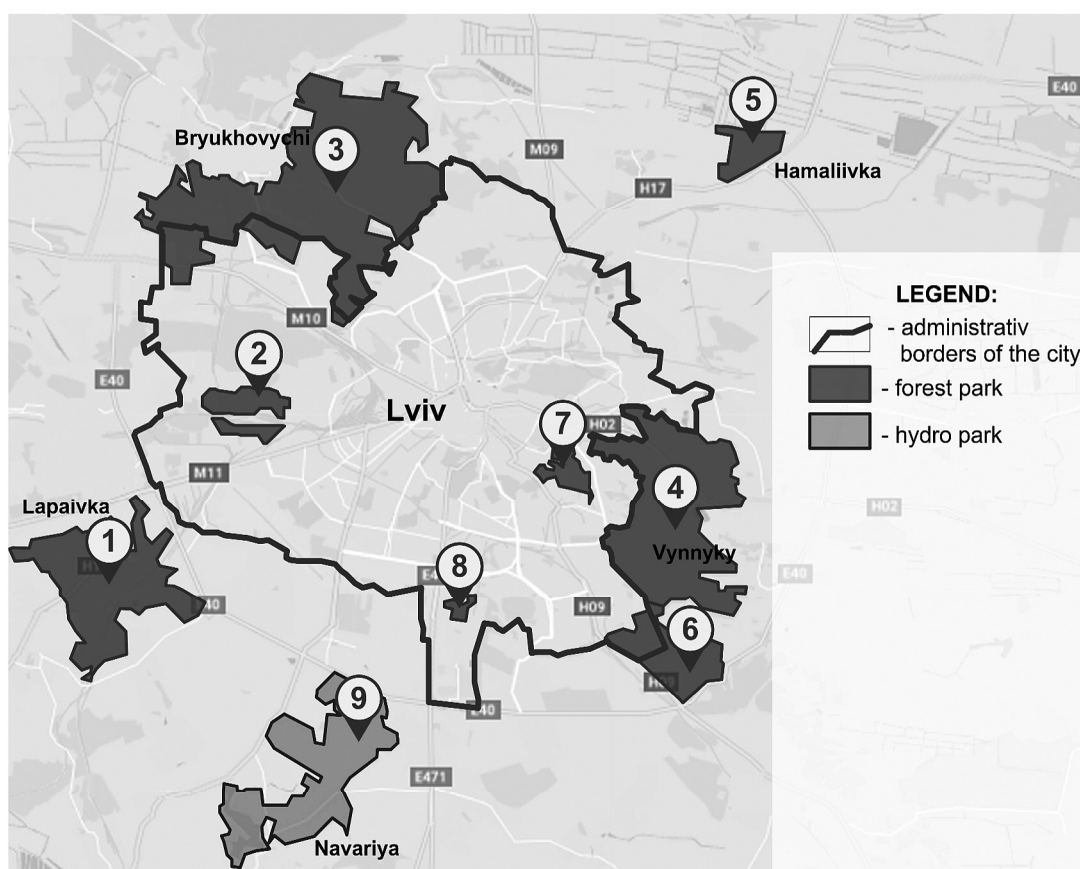 E40
5
Bryukhovychi
3
M09
Hamaliivka
H17
LEGEND:
- administrativ
borders of the city
M10
2
E40
- forest park
Lviv
7
H02
- hydro park
M11
4
Lapaivka
H02
1
Vynnyky
8
E40
E40
H09
6
9
E40
E471
Navariya